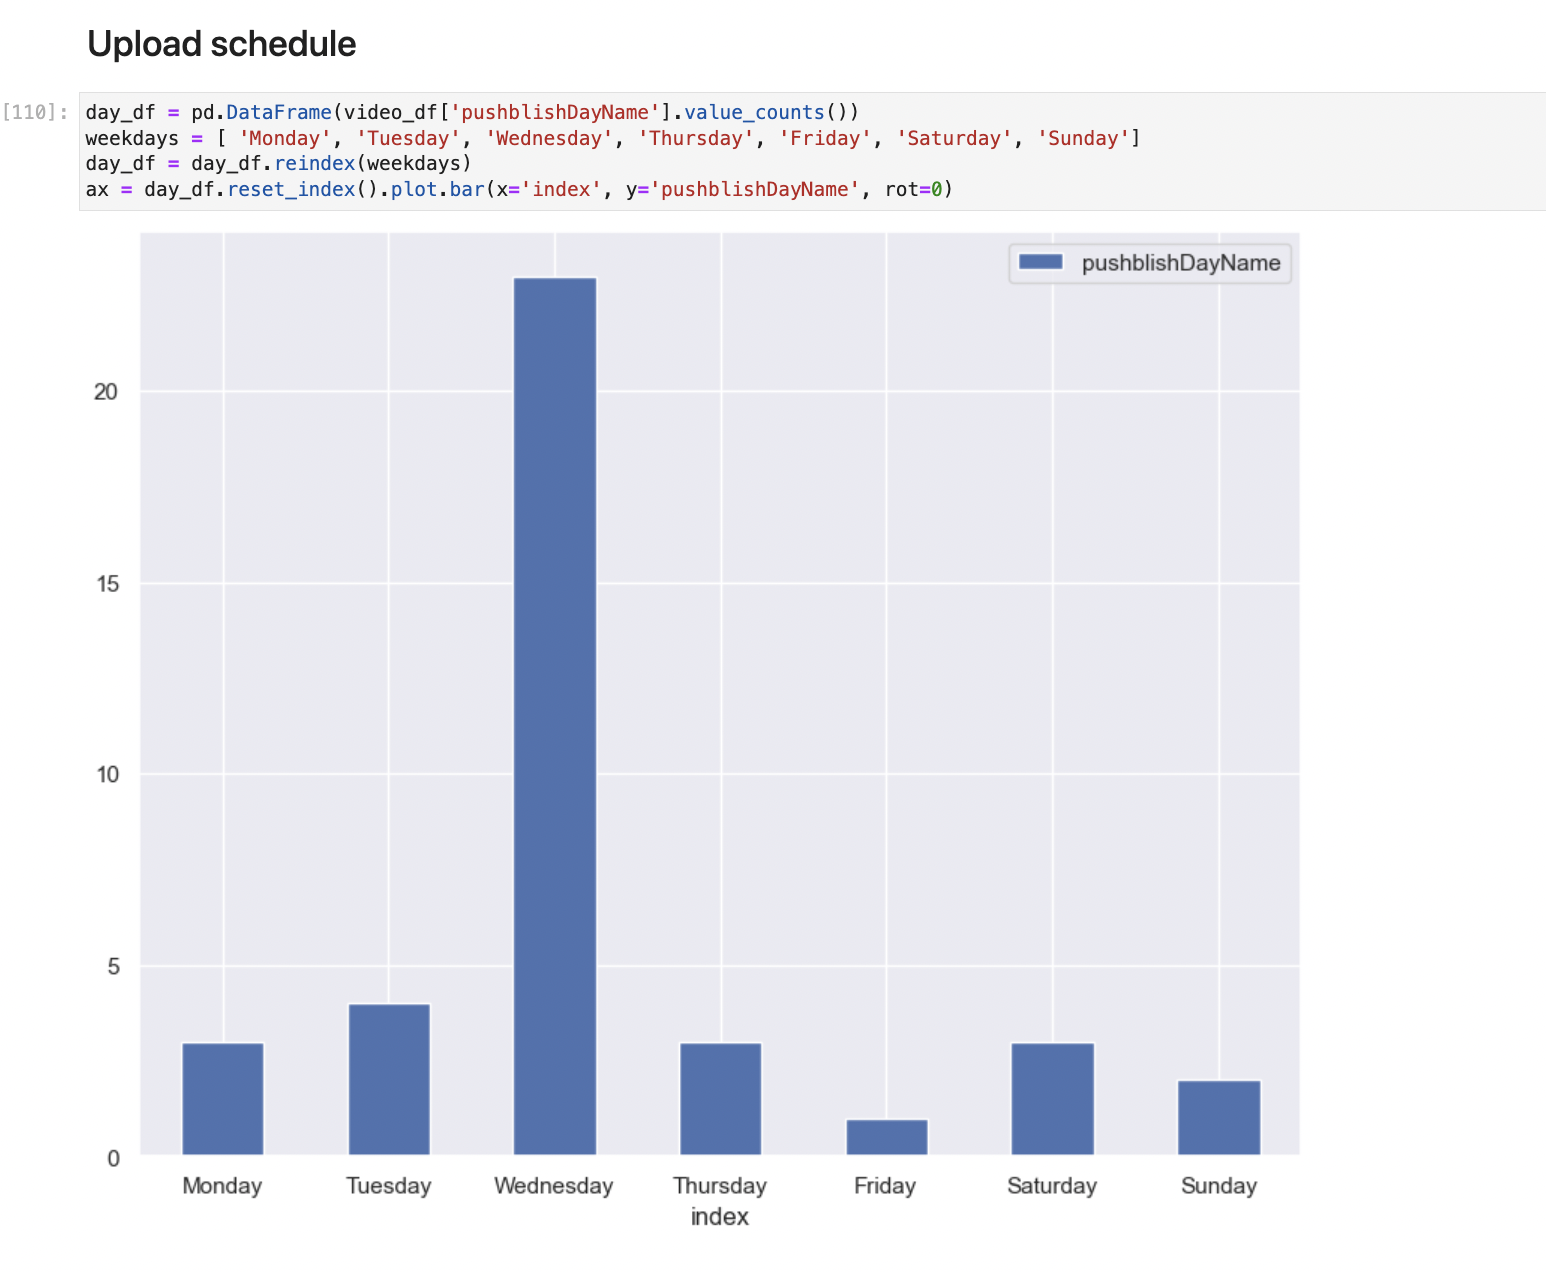 Upload schedule
[110]: day_df = pd.DataFrame(video_df['pushblishDayName'].value_counts())
weekdays = [ 'Monday', 'Tuesday', 'Wednesday', 'Thursday', 'Friday', 'Saturday', 'Sunday']
day_df = day_df.reindex(weekdays)
ax = day_df.reset_index().plot.bar(x='index', y='pushblishDayName', rot=0)
pushblishDayName
20
15
10
5
0
Monday Tuesday Wednesday Thursday Friday Saturday Sunday
index